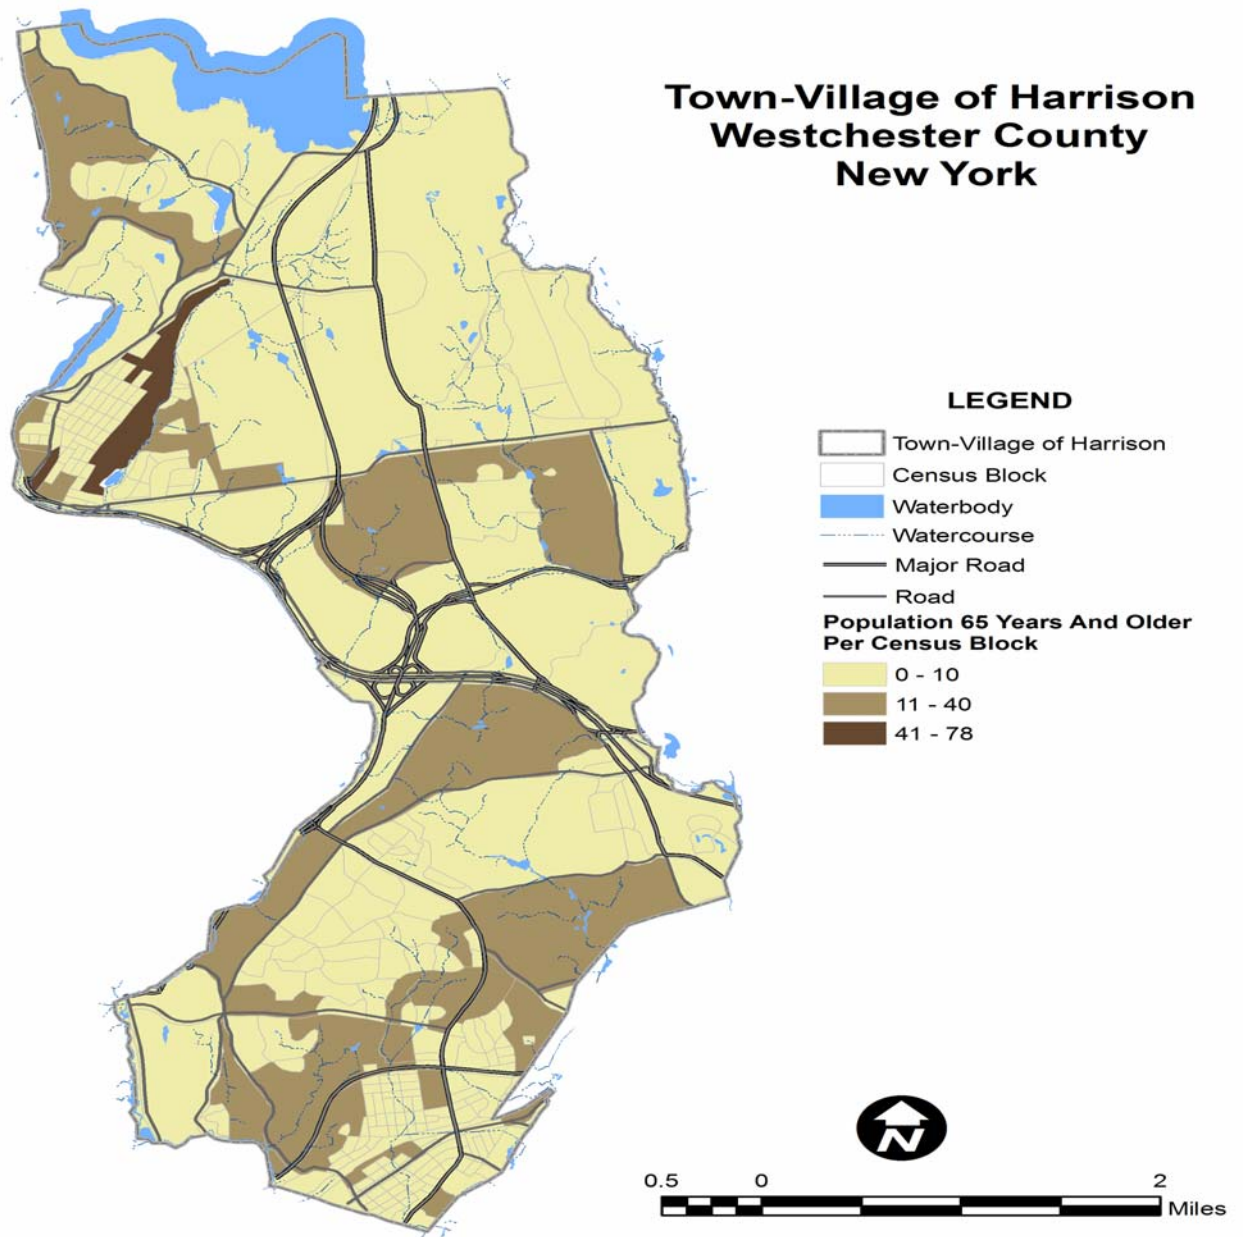 Town-Village of Harrison
Westchester County
New York
LEGEND
Town-Village of Harrison
Census Block
Waterbody
Watercourse
Major Road
Road
Population 65 Years And Older
Per Census Block
0 - 10
11 - 40
41 - 78
N
0.5 0 2
Miles